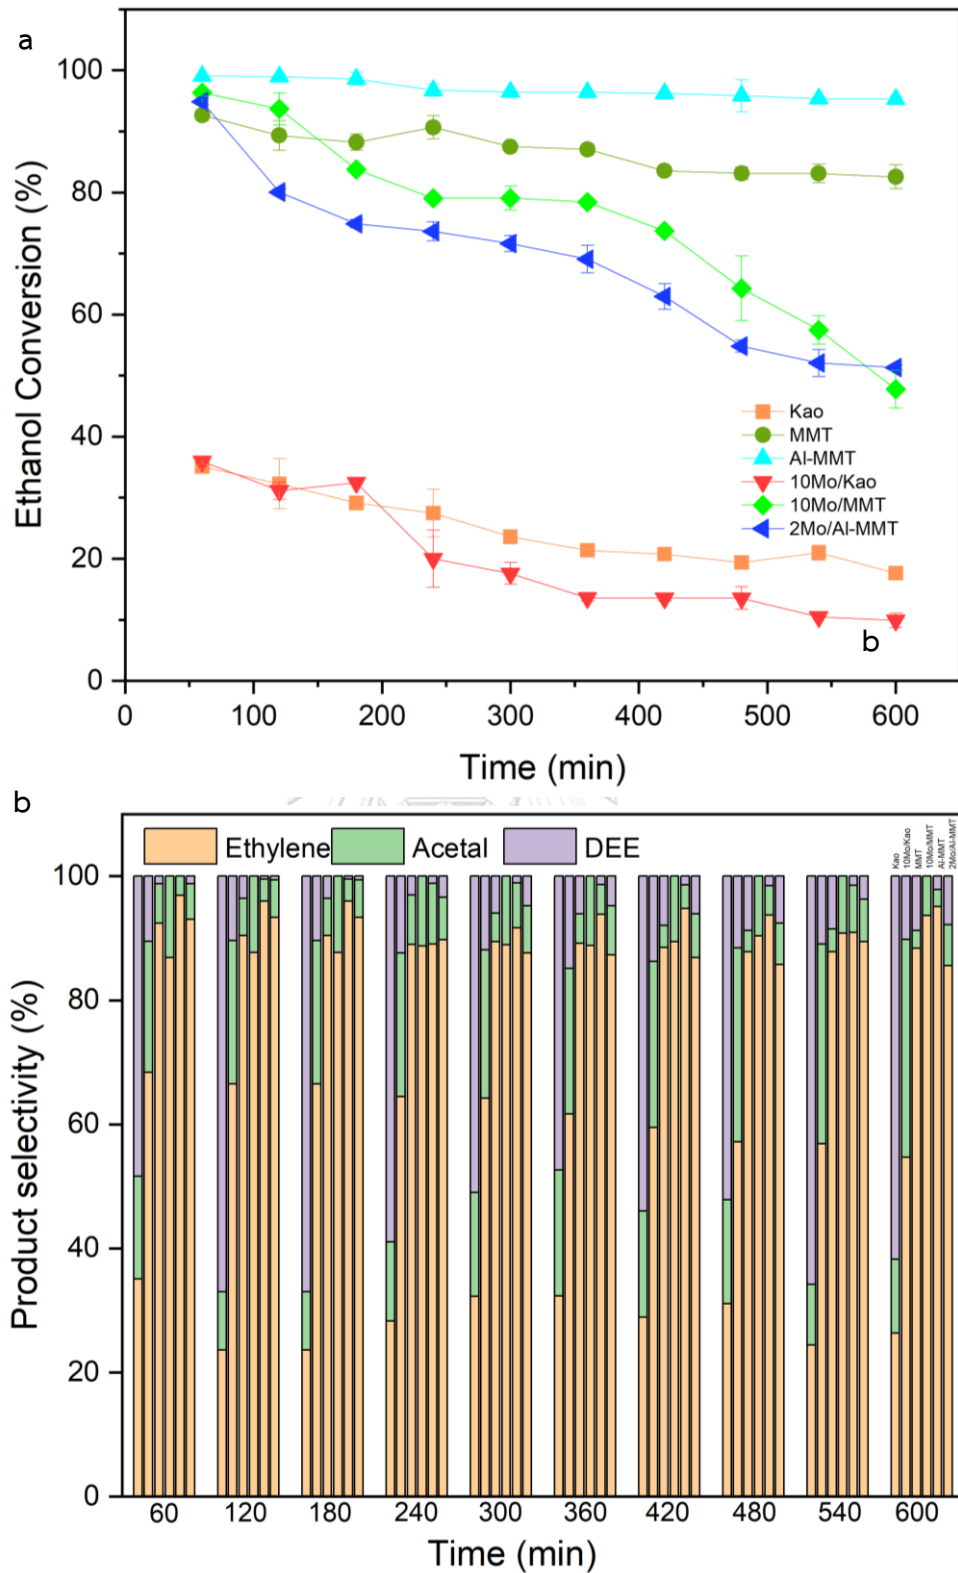 a
100
80
60
40
20
0
Ethanol Conversion (%)
Kao
MMT
Al-MMT
10Mo/Kao
10Mo/MMT
2Mo/Al-MMT
b
0 100 200 300 400 500 600
Time (min)
b
Ethylene Acetal DEE
Kao
10Mo/Kao
MMT
10Mo/MMT
Al-MMT
2Mo/Al-MMT
100
80
60
40
20
0
Product selectivity (%)
60 120 180 240 300 360 420 480 540 600
Time (min)